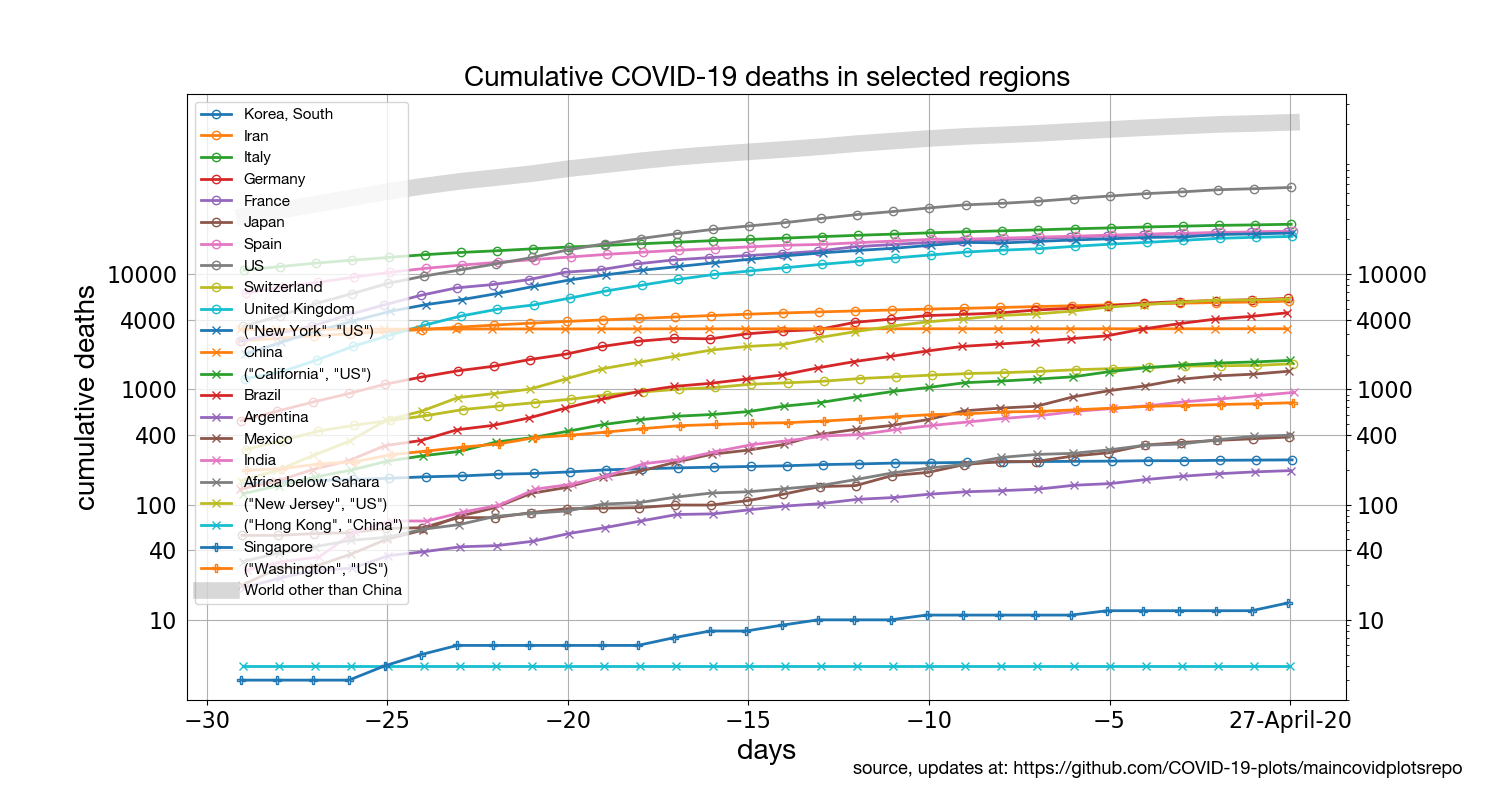 Cumulative COVID-19 deaths in selected regions
cumulative deaths
Korea, South
Iran
Italy
Germany
France
Japan
Spain
US
Switzerland
United Kingdom
("New York", "US")
China
("California", "US")
Brazil
Argentina
Mexico
India
Africa below Sahara
("New Jersey", "US")
("Hong Kong", "China")
Singapore
("Washington", "US")
World other than China
10000
4000
1000
400
100
40
10
10000
4000
1000
400
100
40
10
−30 −25 −20 −15 −10 −5 27-April-20
days
source, updates at: https://github.com/COVID-19-plots/maincovidplotsrepo